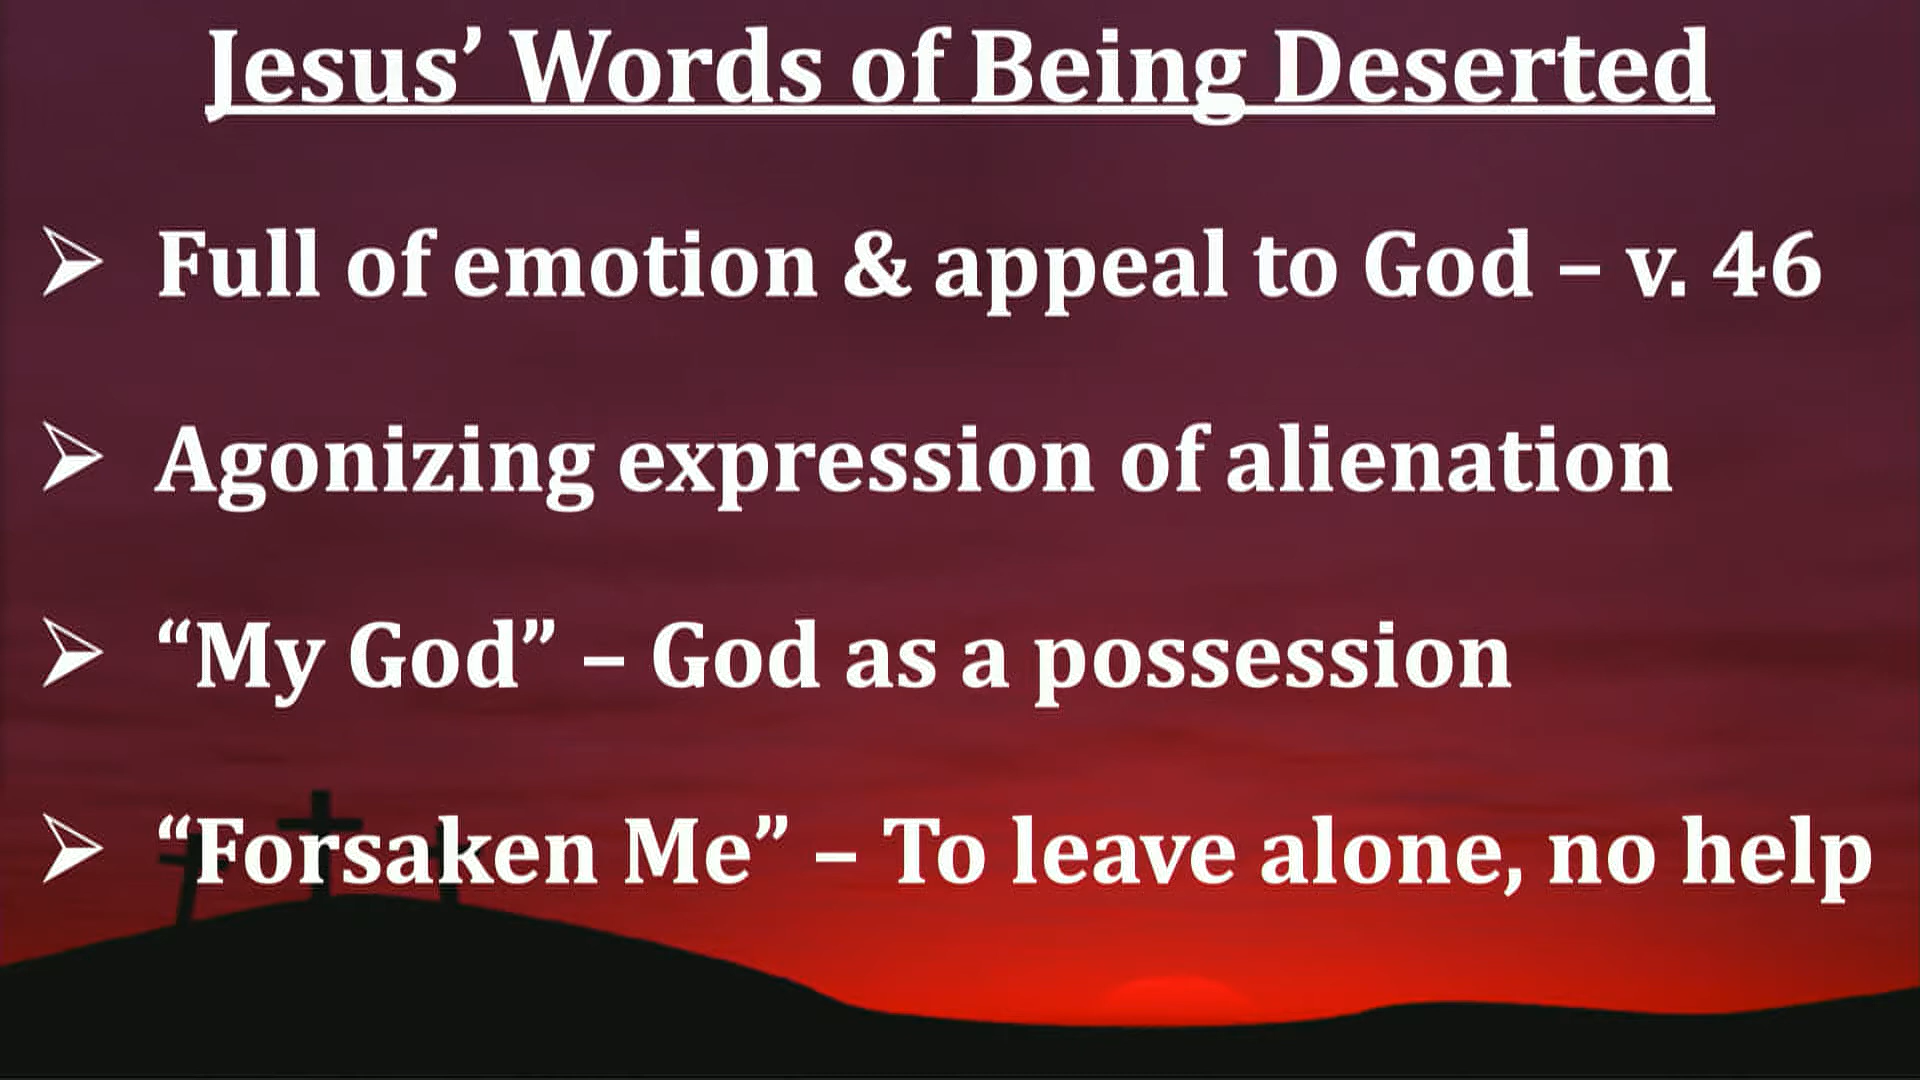 Jesus’ Words of Being Deserted
➢ Full of emotion & appeal to God – v. 46
➢ Agonizing expression of alienation
➢ “My God” – God as a possession
➢ “Forsaken Me” – To leave alone, no help